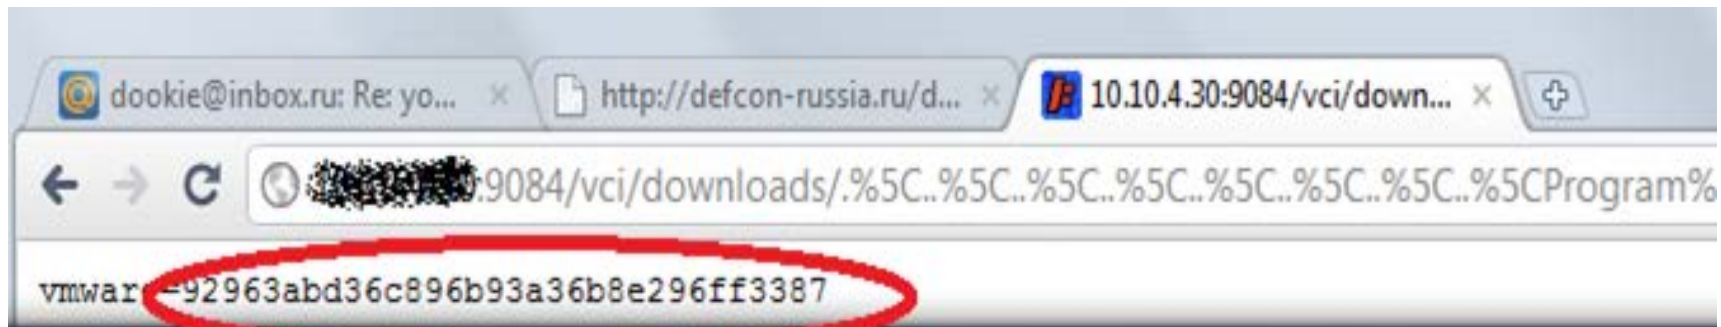 dookie@inbox.ru: Re: yo...
http://defcon-russia.ru/d...
10.10.4.30:9084/vci/down...
:9084/vci/downloads/.%5C..%5C..%5C..%5C..%5C..%5C..%5C..%5CProgram%
vmware=92963abd36c896b93a36b8e296ff3387